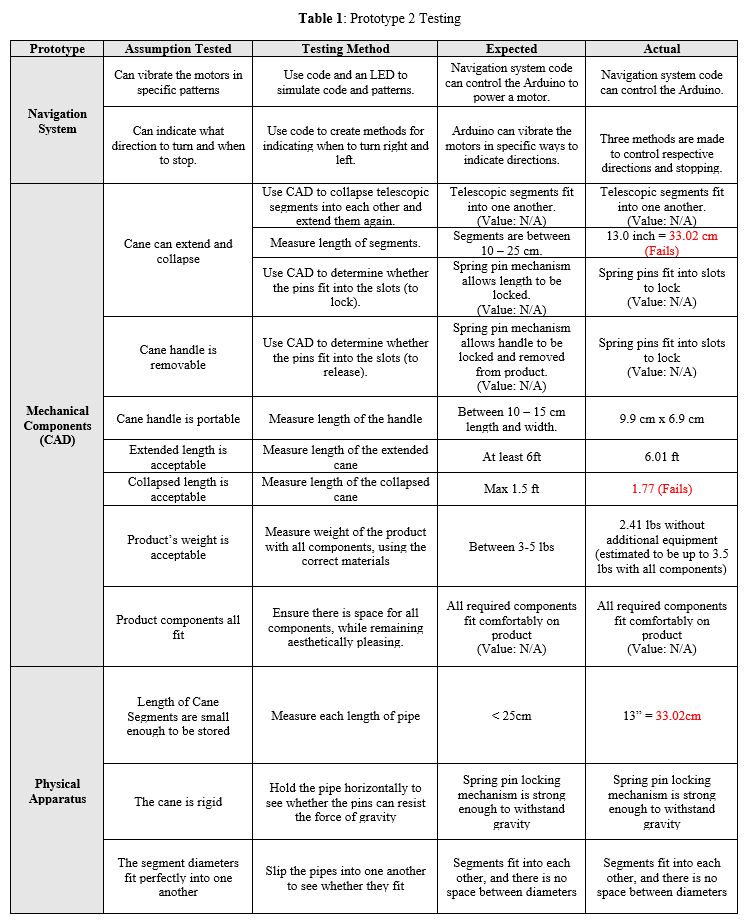 Table 1: Prototype 2 Testing
Prototype
Assumption Tested
Testing Method
Expected
Actual
Navigation
System
Can vibrate the motors in
specific patterns
Use code and an LED to
simulate code and patterns.
Navigation system code
can control the Arduino to
power a motor.
Navigation system code
can control the Arduino.
Can indicate what
direction to turn and when
to stop.
Use code to create methods for
indicating when to turn right and
left.
Arduino can vibrate the
motors in specific ways to
indicate directions.
Three methods are made
to control respective
directions and stopping.
Mechanical
Components
(CAD)
Cane can extend and
collapse
Use CAD to collapse telescopic
segments into each other and
extend them again.
Telescopic segments fit
into one another.
(Value: N/A)
Telescopic segments fit
into one another.
(Value: N/A)
Measure length of segments.
Segments are between
10 – 25 cm.
13.0 inch = 33.02 cm
(Fails)
Use CAD to determine whether
the pins fit into the slots (to
lock).
Spring pin mechanism
allows length to be
locked.
(Value: N/A)
Spring pins fit into slots
to lock
(Value: N/A)
Cane handle is
removable
Use CAD to determine whether
the pins fit into the slots (to
release).
Spring pin mechanism
allows handle to be
locked and removed
from product.
(Value: N/A)
Spring pins fit into slots
to lock
(Value: N/A)
Cane handle is portable
Measure length of the handle
Between 10 – 15 cm
length and width.
9.9 cm x 6.9 cm
Extended length is
acceptable
Measure length of the extended
cane
At least 6ft
6.01 ft
Collapsed length is
acceptable
Measure length of the collapsed
cane
Max 1.5 ft
1.77 (Fails)
Product's weight is
acceptable
Measure weight of the product
with all components, using the
correct materials
Between 3-5 lbs
2.41 lbs without
additional equipment
(estimated to be up to 3.5
lbs with all components)
Product components all
fit
Ensure there is space for all
components, while remaining
aesthetically pleasing.
All required components
fit comfortably on
product
(Value: N/A)
All required components
fit comfortably on
product
(Value: N/A)
Physical
Apparatus
Length of Cane
Segments are small
enough to be stored
Measure each length of pipe
< 25cm
13" = 33.02cm
The cane is rigid
Hold the pipe horizontally to
see whether the pins can resist
the force of gravity
Spring pin locking
mechanism is strong
enough to withstand
gravity
Spring pin locking
mechanism is strong
enough to withstand
gravity
The segment diameters
fit perfectly into one
another
Slip the pipes into one another
to see whether they fit
Segments fit into each
other, and there is no
space between diameters
Segments fit into each
other, and there is no
space between diameters